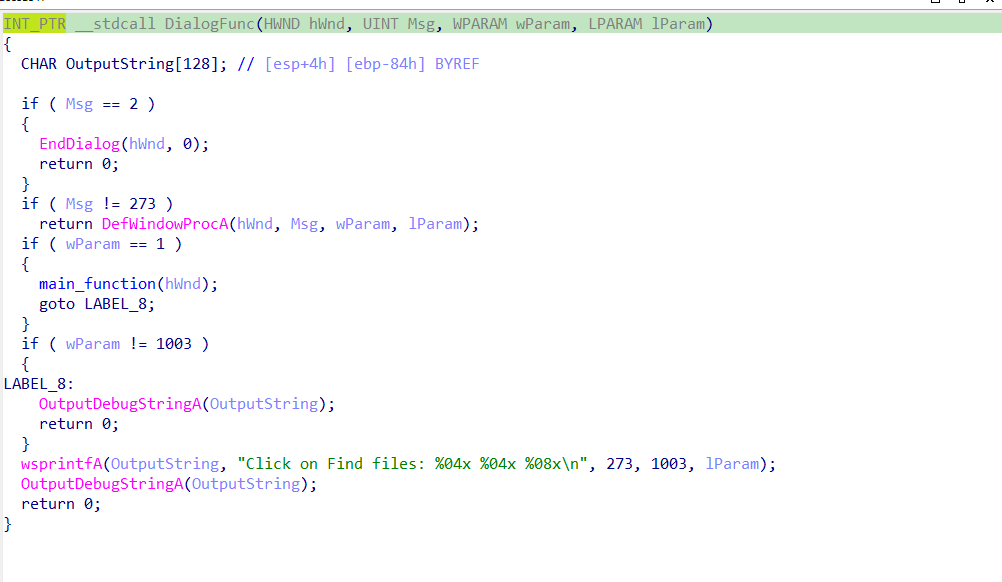 INT_PTR __stdcall DialogFunc(HWND hWnd, UINT Msg, WPARAM wParam, LPARAM lParam)
{
  CHAR OutputString[128]; // [esp+4h] [ebp-84h] BYREF

  if ( Msg == 2 )
  {
    EndDialog(hWnd, 0);
    return 0;
  }
  if ( Msg != 273 )
    return DefWindowProcA(hWnd, Msg, wParam, lParam);
  if ( wParam == 1 )
  {
    main_function(hWnd);
    goto LABEL_8;
  }
  if ( wParam != 1003 )
  {
LABEL_8:
    OutputDebugStringA(OutputString);
    return 0;
  }
  wsprintfA(OutputString, "Click on Find files: %04x %04x %08x\n", 273, 1003, lParam);
  OutputDebugStringA(OutputString);
  return 0;
}